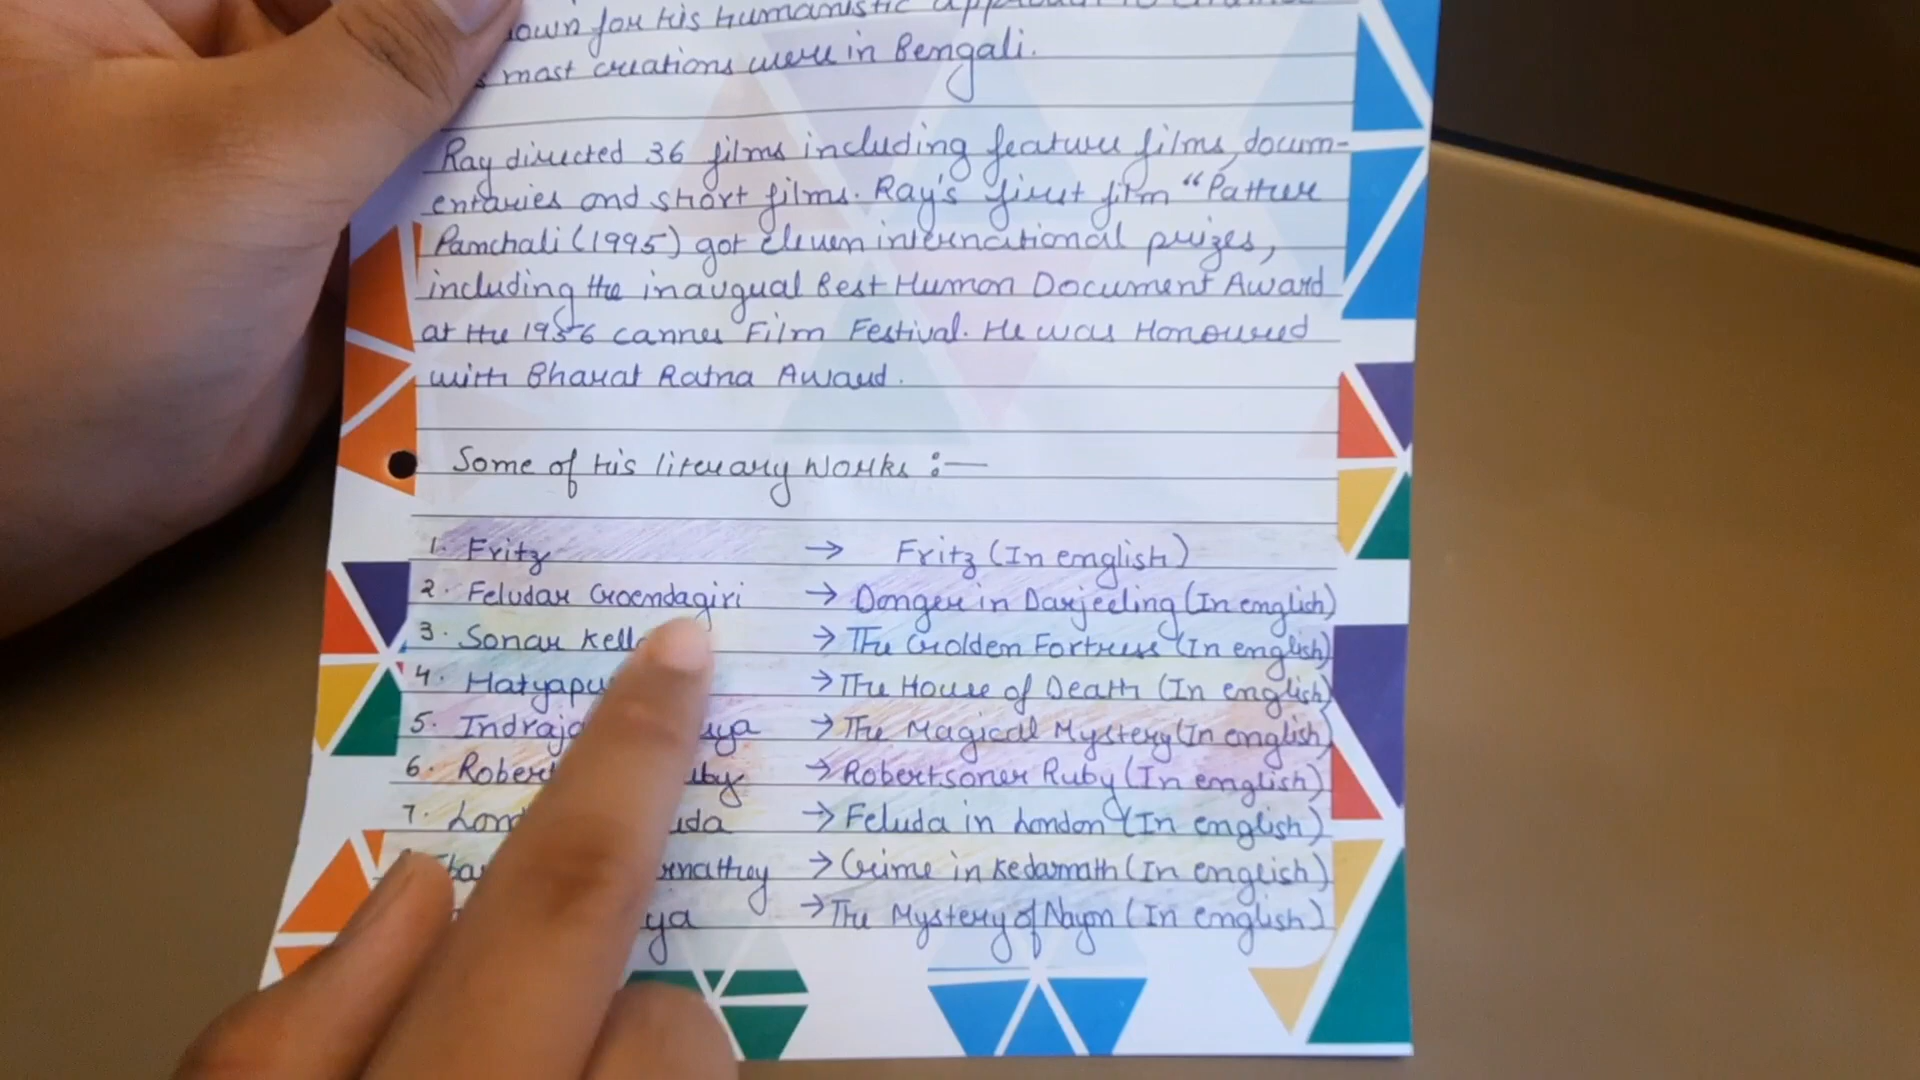 own for his humanistic
most creations were in Bengali.
Ray directed 36 films including feature films, docum-
entaries and short films. Ray's first film "Pather
Pamchali (1995) got eleven international prizes,
including the inaugual Best Human Document Award
at the 1956 cannes Film Festival. He was Honoured
with Bharat Ratna Award.
Some of his literary works :—
1. Fritz → Fritz (In english)
2. Feludar Groendagiri → Danger in Darjeeling (In english)
3. Sonar kell → The Golden Fortress (In english)
4. Hatyapu → The House of Death (In english)
5. Indraja ya → The Magical Mystery (In english)
6. Robert uby → Robertsoner Ruby (In english)
7. Lon uda → Feluda in London (In english)
rnathey → Crime in Kedarnath (In english)
ya → The Mystery of Nayn (In english)